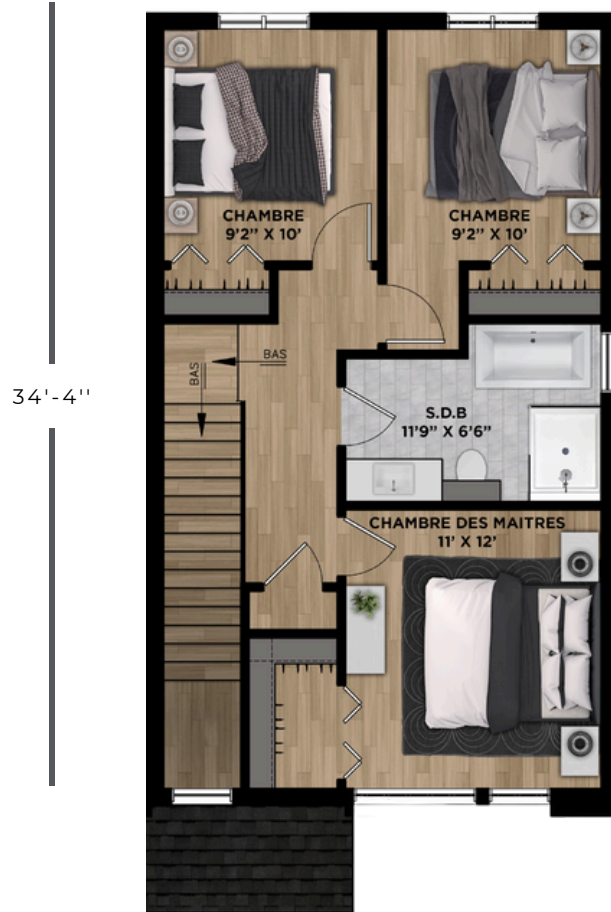 CHAMBRE
9'2” X 10'
CHAMBRE
9'2” X 10'
BAS
BAS
34'-4''
S.D.B
11'9” X 6'6”
CHAMBRE DES MAITRES
11' X 12'